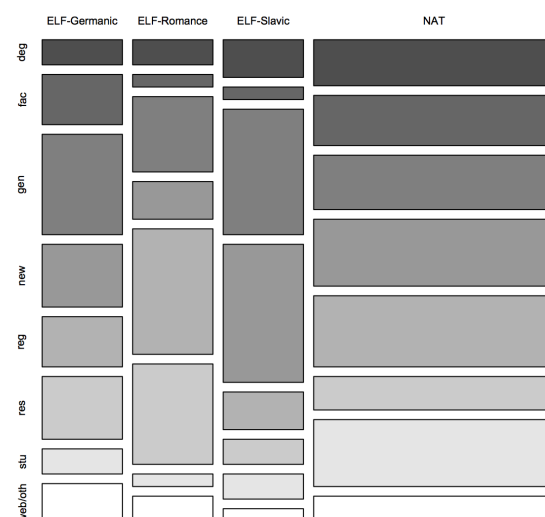 ELF-Germanic ELF-Romance ELF-Slavic NAT
deg
fac
gen
new
reg
res
stu
web/oth